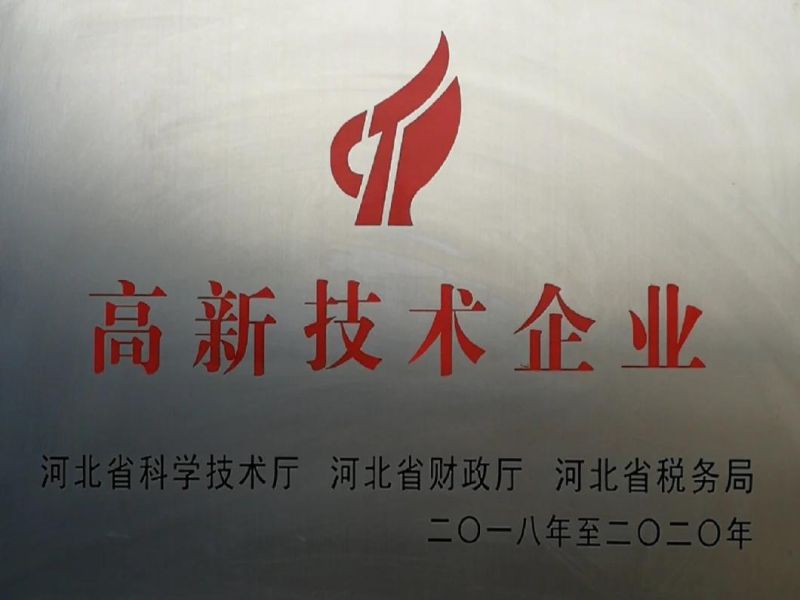 高新技术企业
河北省科学技术厅 河北省财政厅 河北省税务局
二〇一八年至二〇二〇年